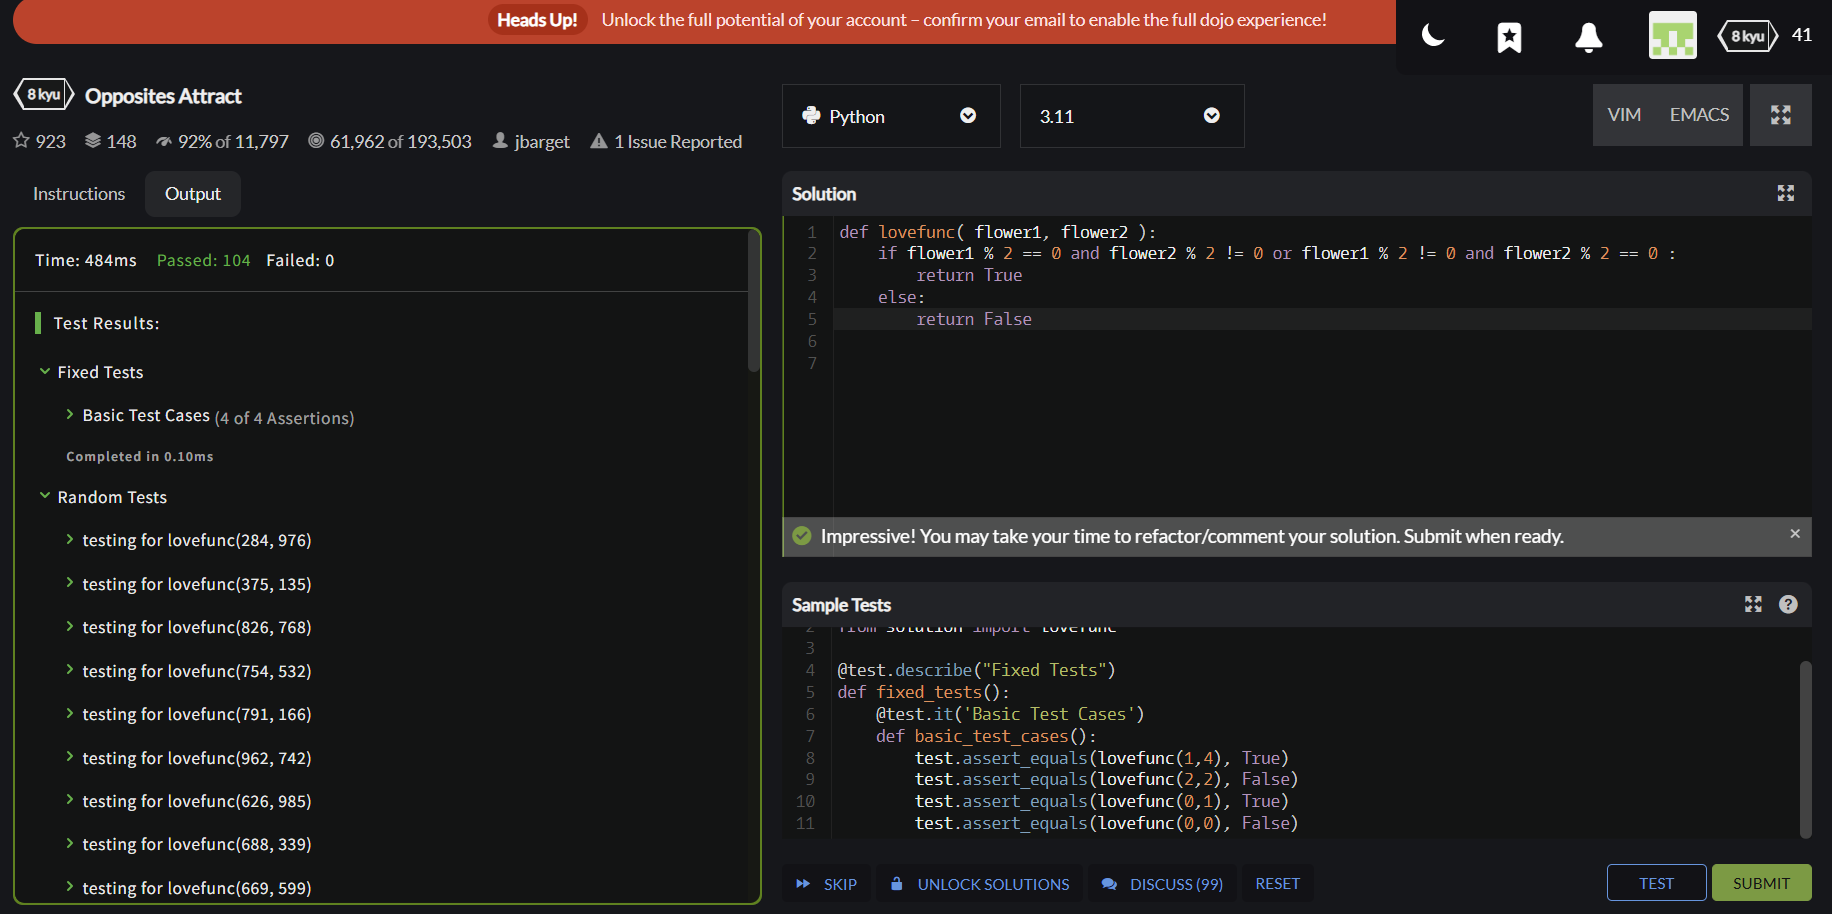 Heads Up! Unlock the full potential of your account – confirm your email to enable the full dojo experience!
8 kyu 41
8 kyu Opposites Attract
923 148 92% of 11,797 61,962 of 193,503 jbarget 1 Issue Reported
Instructions Output
Time: 484ms Passed: 104 Failed: 0
Test Results:
Fixed Tests
Basic Test Cases (4 of 4 Assertions)
Completed in 0.10ms
Random Tests
testing for lovefunc(284, 976)
testing for lovefunc(375, 135)
testing for lovefunc(826, 768)
testing for lovefunc(754, 532)
testing for lovefunc(791, 166)
testing for lovefunc(962, 742)
testing for lovefunc(626, 985)
testing for lovefunc(688, 339)
testing for lovefunc(669, 599)
Python 3.11 VIM EMACS
Solution
1 def lovefunc( flower1, flower2 ):
2 if flower1 % 2 == 0 and flower2 % 2 != 0 or flower1 % 2 != 0 and flower2 % 2 == 0 :
3 return True
4 else:
5 return False
6
7
Impressive! You may take your time to refactor/comment your solution. Submit when ready. ×
Sample Tests ?
2 from solution import lovefunc
3
4 @test.describe("Fixed Tests")
5 def fixed_tests():
6 @test.it('Basic Test Cases')
7 def basic_test_cases():
8 test.assert_equals(lovefunc(1,4), True)
9 test.assert_equals(lovefunc(2,2), False)
10 test.assert_equals(lovefunc(0,1), True)
11 test.assert_equals(lovefunc(0,0), False)
SKIP UNLOCK SOLUTIONS DISCUSS (99) RESET TEST SUBMIT